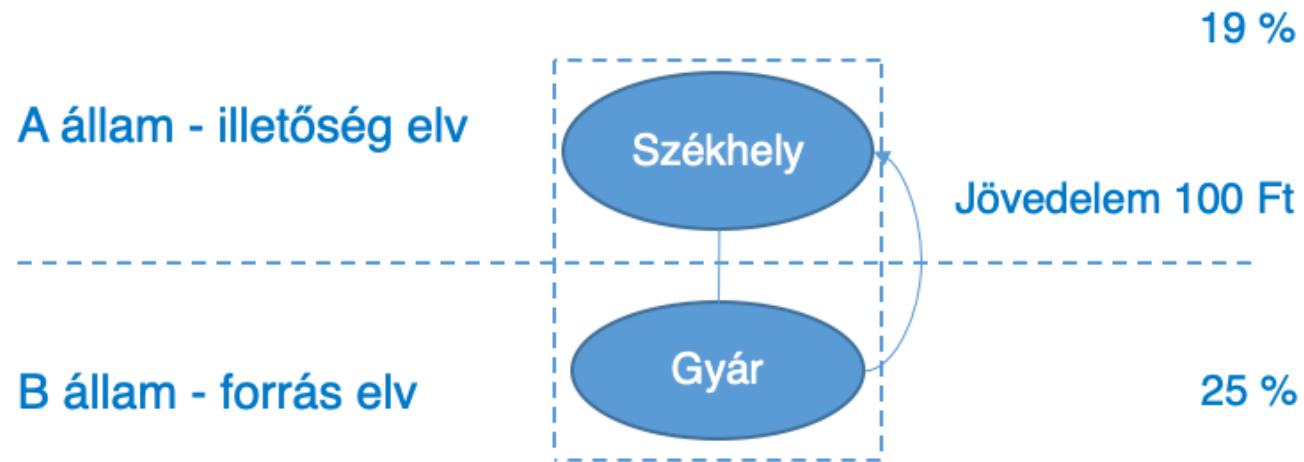 19 %
A állam - illetőség elv
Székhely
Jövedelem 100 Ft
Gyár
B állam - forrás elv
25 %